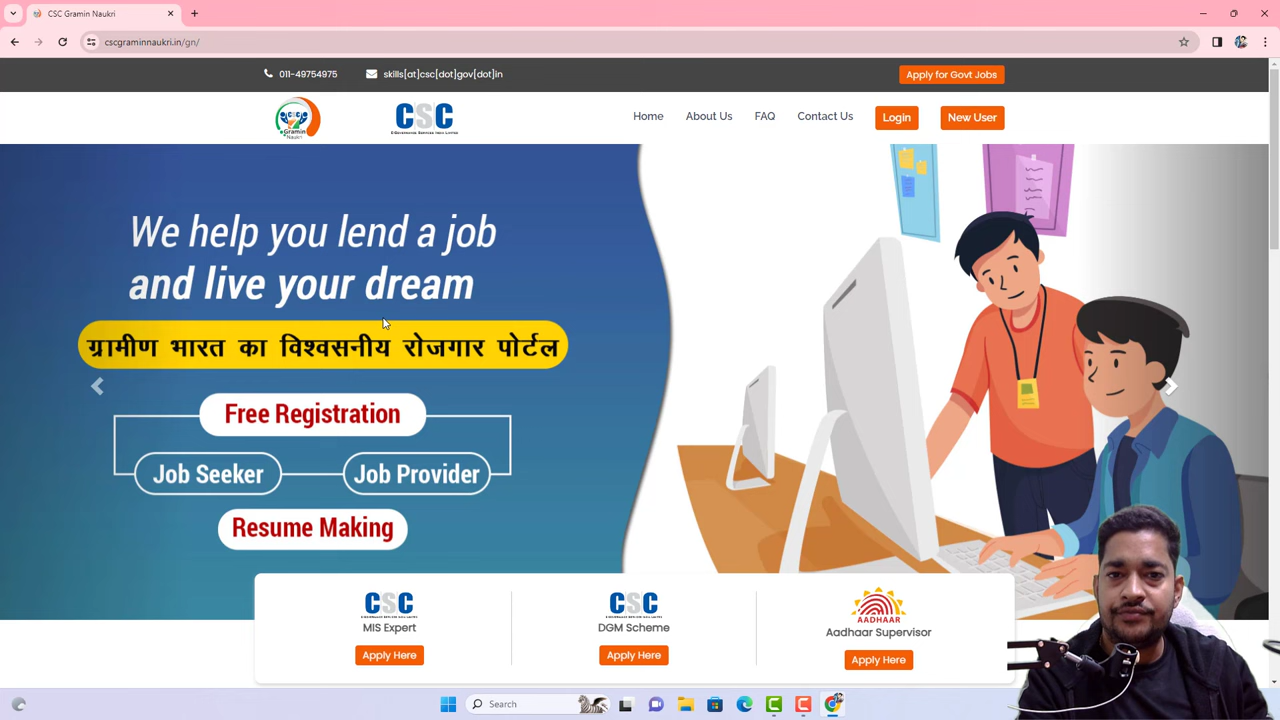 CSC Gramin Naukri
cscgraminnaukri.in/gn/
011-49754975
skills[at]csc[dot]gov[dot]in
Apply for Govt Jobs
CSC
Gramin
Naukri
CSC
Home
About Us
FAQ
Contact Us
Login
New User
We help you lend a job
and live your dream
ग्रामीण भारत का विश्वसनीय रोजगार पोर्टल
Free Registration
Job Seeker
Job Provider
Resume Making
CSC
MIS Expert
Apply Here
CSC
DGM Scheme
Apply Here
AADHAAR
Aadhaar Supervisor
Apply Here
Search